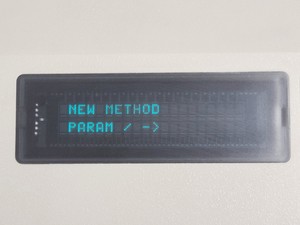 NEW METHOD
PARAM / ->